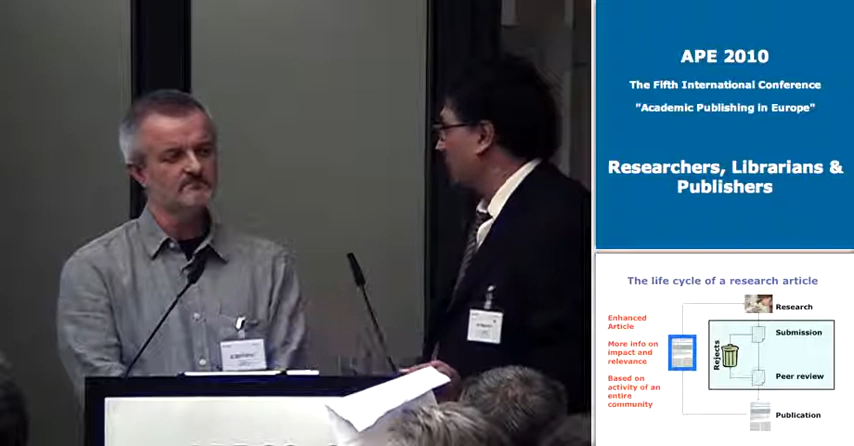 APE 2010
The Fifth International Conference
"Academic Publishing in Europe"
Researchers, Librarians &
Publishers
The life cycle of a research article
Research
Enhanced
Article
More info on
impact and
relevance
Based on
activity of an
entire
community
Rejects
Submission
Peer review
Publication